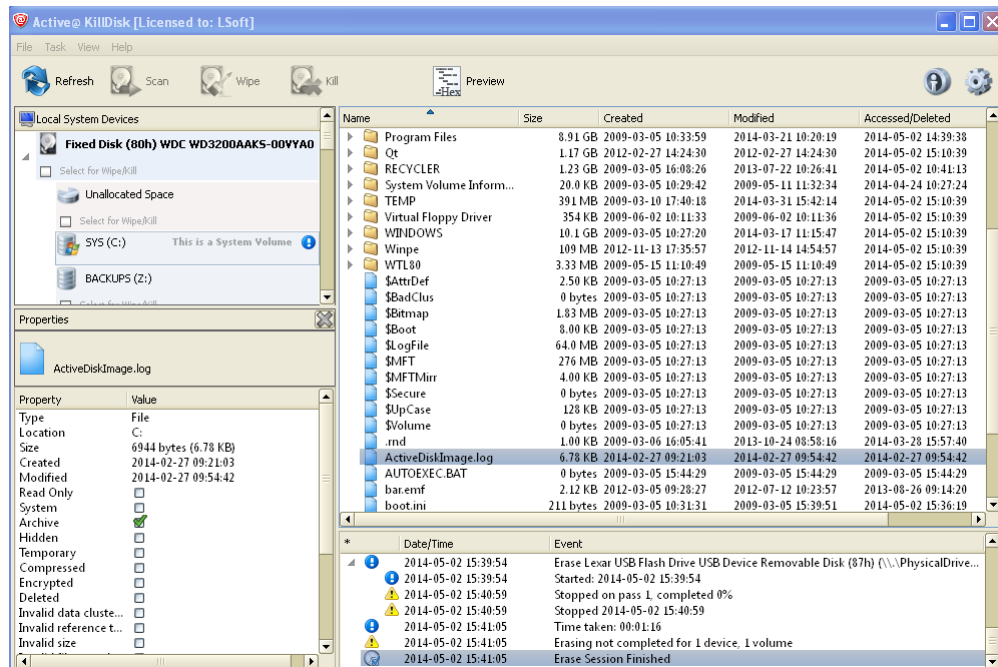 Active@ KillDisk [Licensed to: LSoft]
File Task View Help
Refresh Scan Wipe Kill Hex Preview
Local System Devices
Fixed Disk (80h) WDC WD3200AAKS-00VYA0
Select for Wipe/Kill
Unallocated Space
Select for Wipe/Kill
SYS (C:) This is a System Volume
BACKUPS (Z:)
Select for Wipe/Kill
Properties
ActiveDiskImage.log
Property Value
Type File
Location C:
Size 6944 bytes (6.78 KB)
Created 2014-02-27 09:21:03
Modified 2014-02-27 09:54:42
Read Only
System
Archive
Hidden
Temporary
Compressed
Encrypted
Deleted
Invalid data cluste...
Invalid reference t...
Invalid size
Name Size Created Modified Accessed/Deleted
Program Files 8.91 GB 2009-03-05 10:33:59 2014-03-21 10:20:19 2014-05-02 14:39:38
Qt 1.17 GB 2012-02-27 14:24:30 2012-02-27 14:24:30 2014-05-02 15:10:39
RECYCLER 1.23 GB 2009-03-05 16:08:26 2013-07-22 10:26:41 2014-05-02 10:41:13
System Volume Inform... 20.0 KB 2009-03-05 10:29:42 2009-05-11 11:32:34 2014-04-24 10:27:24
TEMP 391 MB 2009-03-10 17:40:18 2014-03-31 15:42:14 2014-05-02 15:10:39
Virtual Floppy Driver 354 KB 2009-06-02 10:11:33 2009-06-02 10:11:36 2014-05-02 15:10:39
WINDOWS 10.1 GB 2009-03-05 10:27:20 2014-03-17 11:15:47 2014-05-02 15:10:39
Winpe 109 MB 2012-11-13 17:35:57 2012-11-14 14:54:57 2014-05-02 15:10:39
WTL80 3.33 MB 2009-05-15 11:10:49 2009-05-15 11:10:49 2014-05-02 15:10:39
$AttrDef 2.50 KB 2009-03-05 10:27:13 2009-03-05 10:27:13 2009-03-05 10:27:13
$BadClus 0 bytes 2009-03-05 10:27:13 2009-03-05 10:27:13 2009-03-05 10:27:13
$Bitmap 1.83 MB 2009-03-05 10:27:13 2009-03-05 10:27:13 2009-03-05 10:27:13
$Boot 8.00 KB 2009-03-05 10:27:13 2009-03-05 10:27:13 2009-03-05 10:27:13
$LogFile 64.0 MB 2009-03-05 10:27:13 2009-03-05 10:27:13 2009-03-05 10:27:13
$MFT 276 MB 2009-03-05 10:27:13 2009-03-05 10:27:13 2009-03-05 10:27:13
$MFTMirr 4.00 KB 2009-03-05 10:27:13 2009-03-05 10:27:13 2009-03-05 10:27:13
$Secure 0 bytes 2009-03-05 10:27:13 2009-03-05 10:27:13 2009-03-05 10:27:13
$UpCase 128 KB 2009-03-05 10:27:13 2009-03-05 10:27:13 2009-03-05 10:27:13
$Volume 0 bytes 2009-03-05 10:27:13 2009-03-05 10:27:13 2009-03-05 10:27:13
.rnd 1.00 KB 2009-03-06 16:05:41 2013-10-24 08:58:16 2014-03-28 15:57:40
ActiveDiskImage.log 6.78 KB 2014-02-27 09:21:03 2014-02-27 09:54:42 2014-02-27 09:54:42
AUTOEXEC.BAT 0 bytes 2009-03-05 15:44:29 2009-03-05 15:44:29 2009-03-05 15:44:29
bar.emf 2.12 KB 2012-03-05 09:28:27 2012-07-12 10:23:57 2013-08-26 09:14:20
boot.ini 211 bytes 2009-03-05 10:31:31 2009-03-05 15:39:51 2014-05-02 15:36:19
* Date/Time Event
2014-05-02 15:39:54 Erase Lexar USB Flash Drive USB Device Removable Disk (87h) {\\.\PhysicalDrive...
2014-05-02 15:39:54 Started: 2014-05-02 15:39:54
2014-05-02 15:40:59 Stopped on pass 1, completed 0%
2014-05-02 15:40:59 Stopped 2014-05-02 15:40:59
2014-05-02 15:41:05 Time taken: 00:01:16
2014-05-02 15:41:05 Erasing not completed for 1 device, 1 volume
2014-05-02 15:41:05 Erase Session Finished